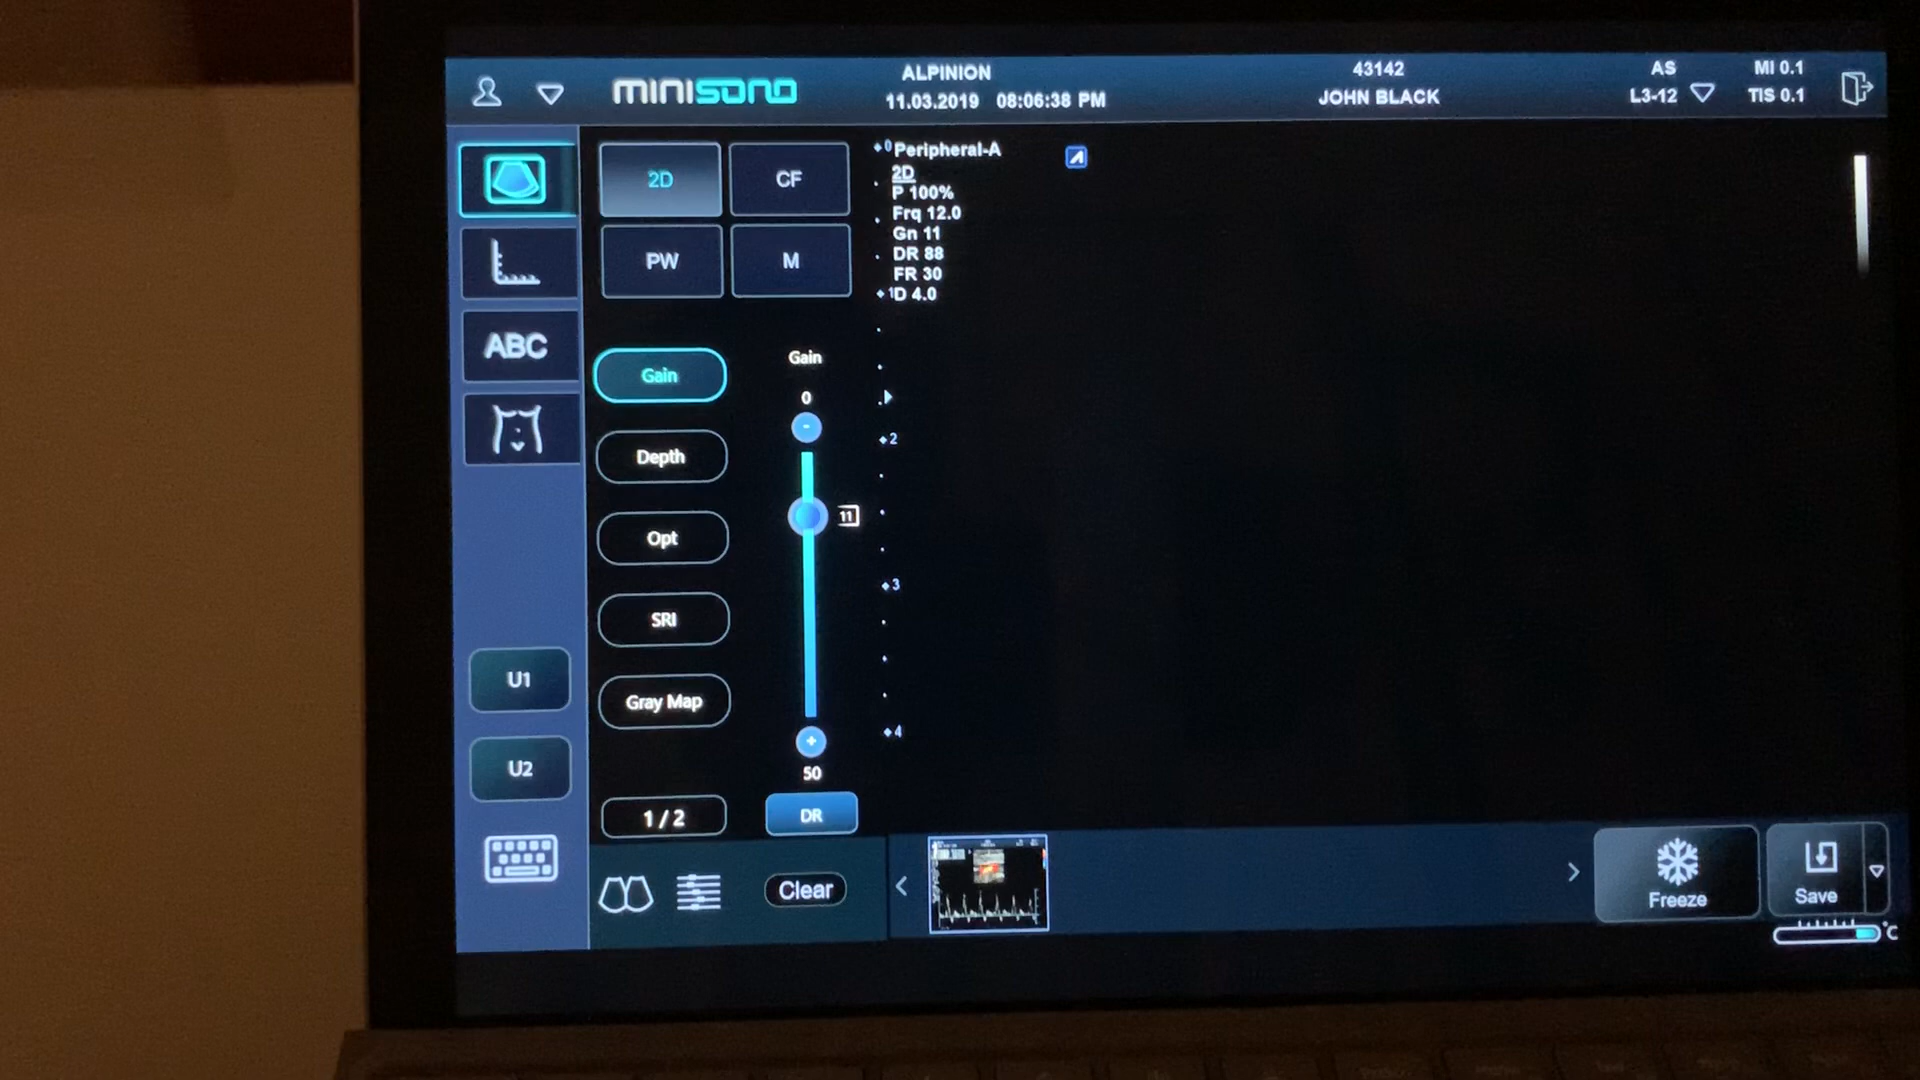 minisono
ALPINION
11.03.2019 08:06:38 PM
43142
JOHN BLACK
AS
L3-12
MI 0.1
TIS 0.1
2D
CF
PW
M
ABC
Gain
Depth
Opt
SRI
Gray Map
1 / 2
Gain
0
11
50
DR
U1
U2
Clear
0
Peripheral-A
2D
P 100%
Frq 12.0
Gn 11
DR 88
FR 30
1
D 4.0
2
3
4
Freeze
Save
°C